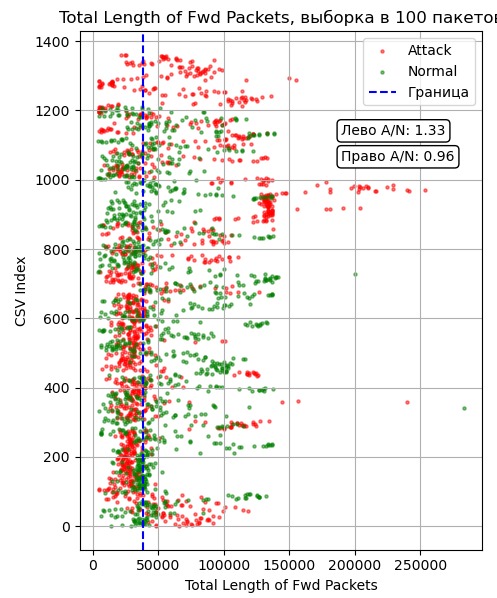 Total Length of Fwd Packets, выборка в 100 пакетов
Attack
Normal
Граница
Лево A/N: 1.33
Право A/N: 0.96
1400
1200
1000
800
600
400
200
0
CSV Index
0 50000 100000 150000 200000 250000
Total Length of Fwd Packets